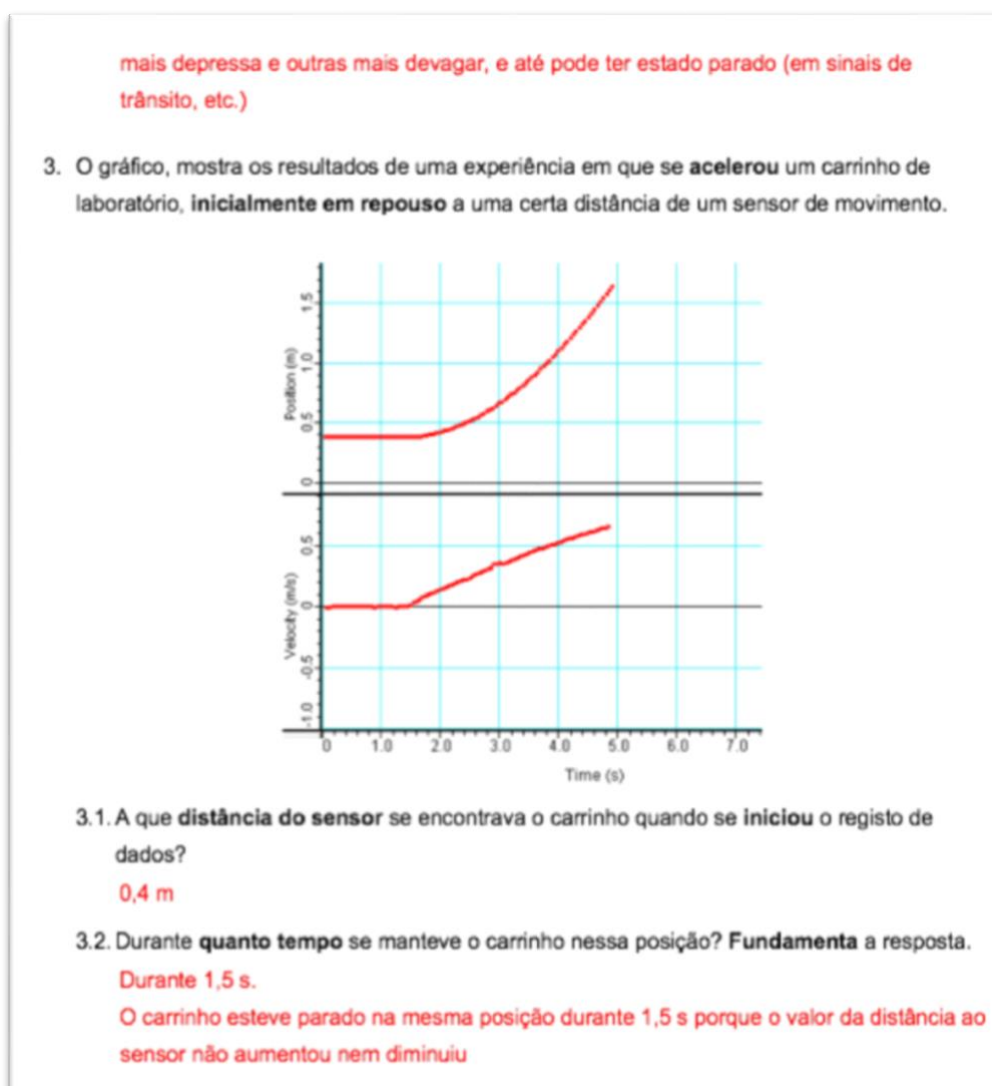 mais depressa e outras mais devagar, e até pode ter estado parado (em sinais de
trânsito, etc.)
3. O gráfico, mostra os resultados de uma experiência em que se acelerou um carrinho de
laboratório, inicialmente em repouso a uma certa distância de um sensor de movimento.
Position (m)
1.5
1.0
0.5
0
Velocity (m/s)
0.5
0
-0.5
-1.0
0 1.0 2.0 3.0 4.0 5.0 6.0 7.0
Time (s)
3.1. A que distância do sensor se encontrava o carrinho quando se iniciou o registo de
dados?
0,4 m
3.2. Durante quanto tempo se manteve o carrinho nessa posição? Fundamenta a resposta.
Durante 1,5 s.
O carrinho esteve parado na mesma posição durante 1,5 s porque o valor da distância ao
sensor não aumentou nem diminuiu